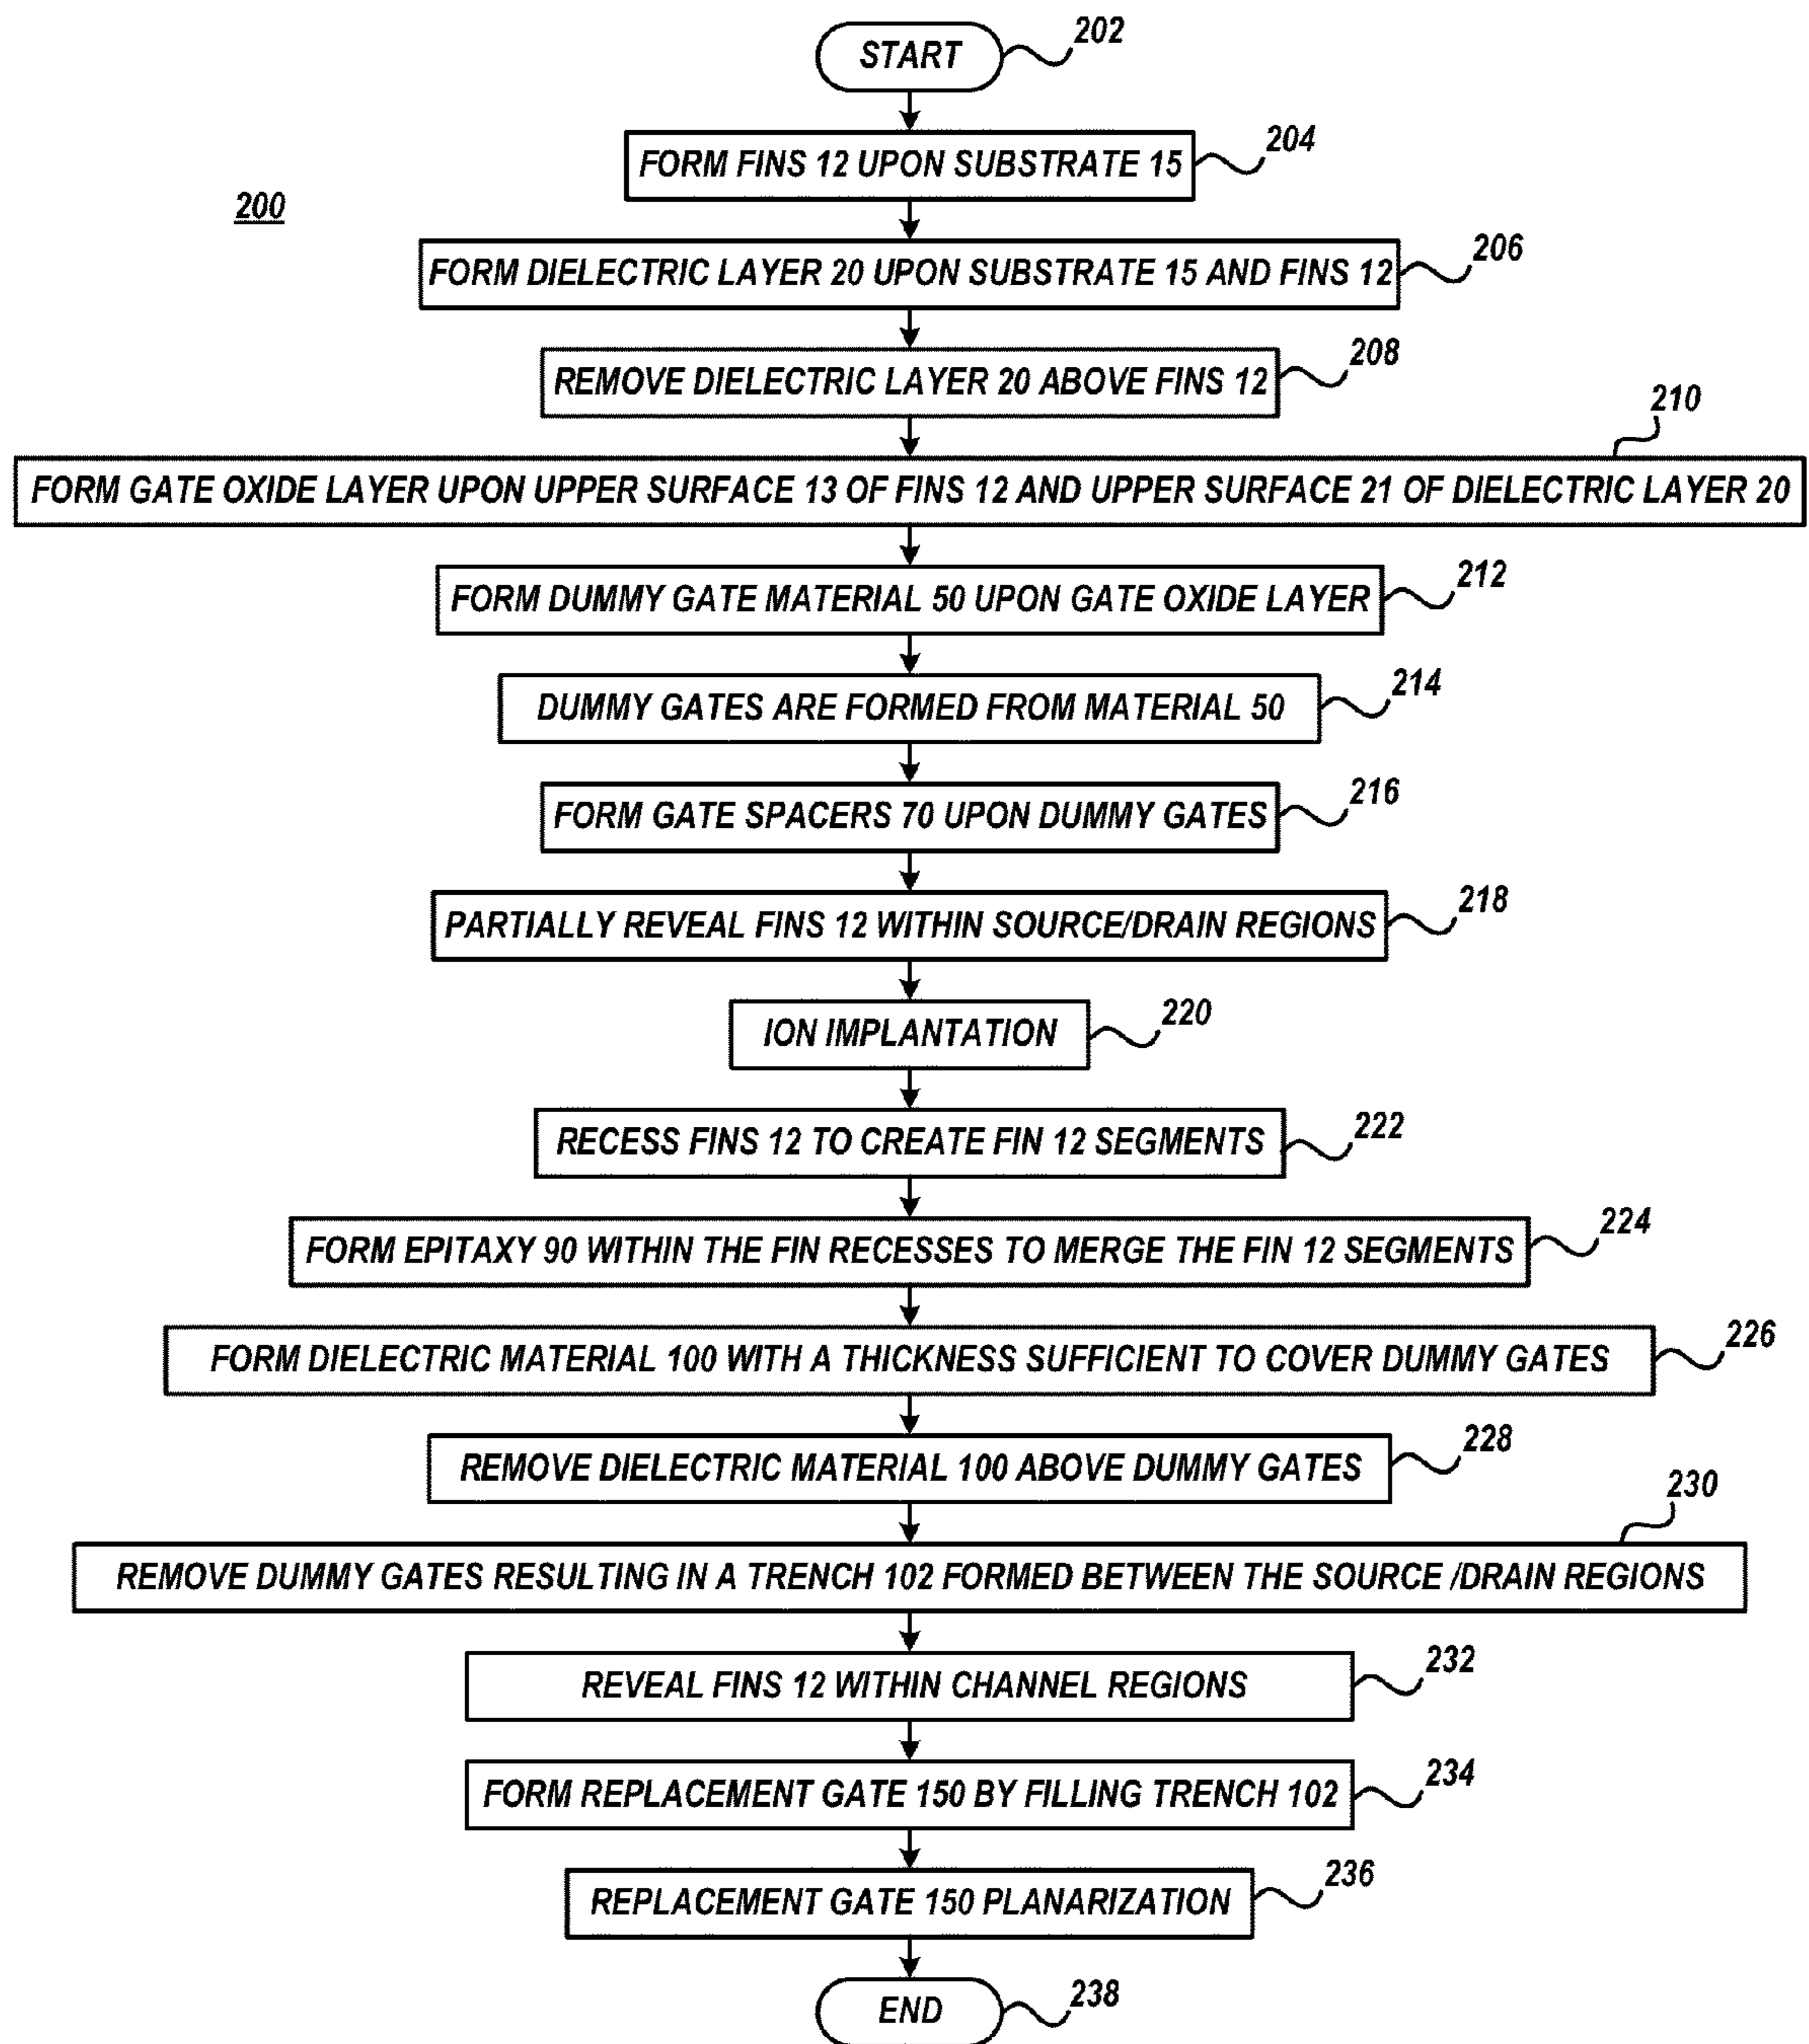 START
202
FORM FINS 12 UPON SUBSTRATE 15
204
200
FORM DIELECTRIC LAYER 20 UPON SUBSTRATE 15 AND FINS 12
206
REMOVE DIELECTRIC LAYER 20 ABOVE FINS 12
208
210
FORM GATE OXIDE LAYER UPON UPPER SURFACE 13 OF FINS 12 AND UPPER SURFACE 21 OF DIELECTRIC LAYER 20
FORM DUMMY GATE MATERIAL 50 UPON GATE OXIDE LAYER
212
DUMMY GATES ARE FORMED FROM MATERIAL 50
214
FORM GATE SPACERS 70 UPON DUMMY GATES
216
PARTIALLY REVEAL FINS 12 WITHIN SOURCE/DRAIN REGIONS
218
ION IMPLANTATION
220
RECESS FINS 12 TO CREATE FIN 12 SEGMENTS
222
FORM EPITAXY 90 WITHIN THE FIN RECESSES TO MERGE THE FIN 12 SEGMENTS
224
FORM DIELECTRIC MATERIAL 100 WITH A THICKNESS SUFFICIENT TO COVER DUMMY GATES
226
REMOVE DIELECTRIC MATERIAL 100 ABOVE DUMMY GATES
228
230
REMOVE DUMMY GATES RESULTING IN A TRENCH 102 FORMED BETWEEN THE SOURCE /DRAIN REGIONS
REVEAL FINS 12 WITHIN CHANNEL REGIONS
232
FORM REPLACEMENT GATE 150 BY FILLING TRENCH 102
234
REPLACEMENT GATE 150 PLANARIZATION
236
END
238